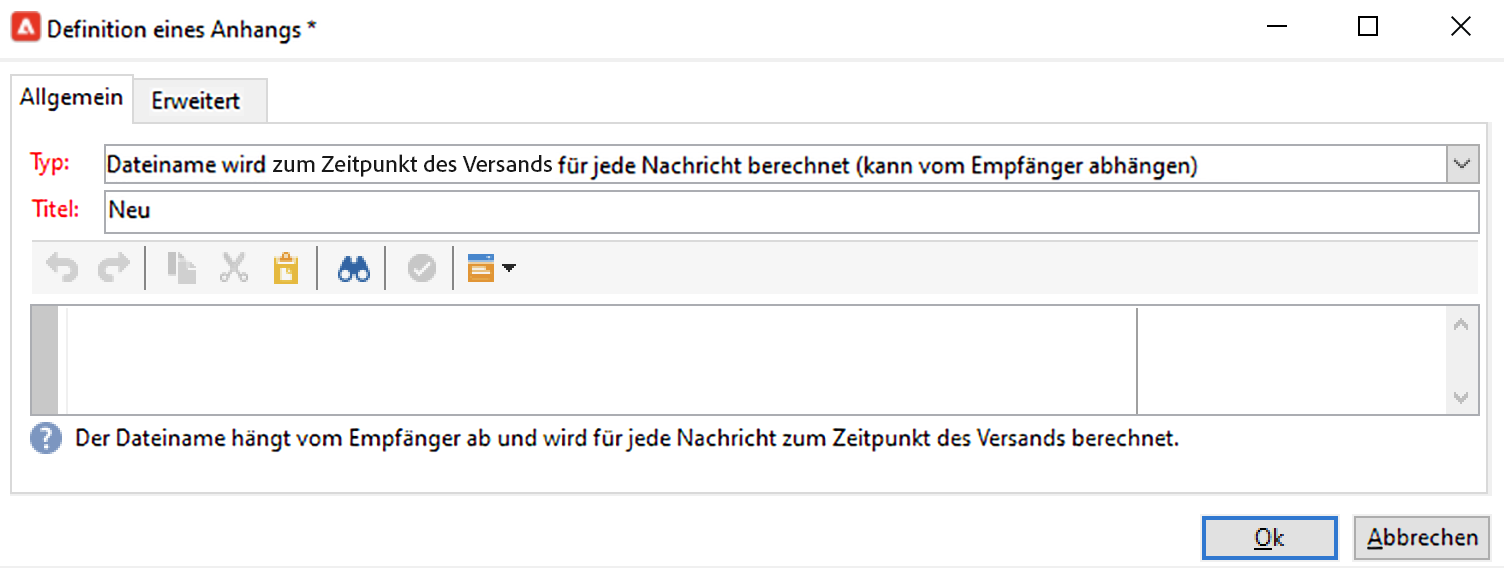 Definition eines Anhangs *
Allgemein
Erweitert
Typ:
Dateiname wird zum Zeitpunkt des Versands für jede Nachricht berechnet (kann vom Empfänger abhängen)
Titel:
Neu
Der Dateiname hängt vom Empfänger ab und wird für jede Nachricht zum Zeitpunkt des Versands berechnet.
Ok
Abbrechen